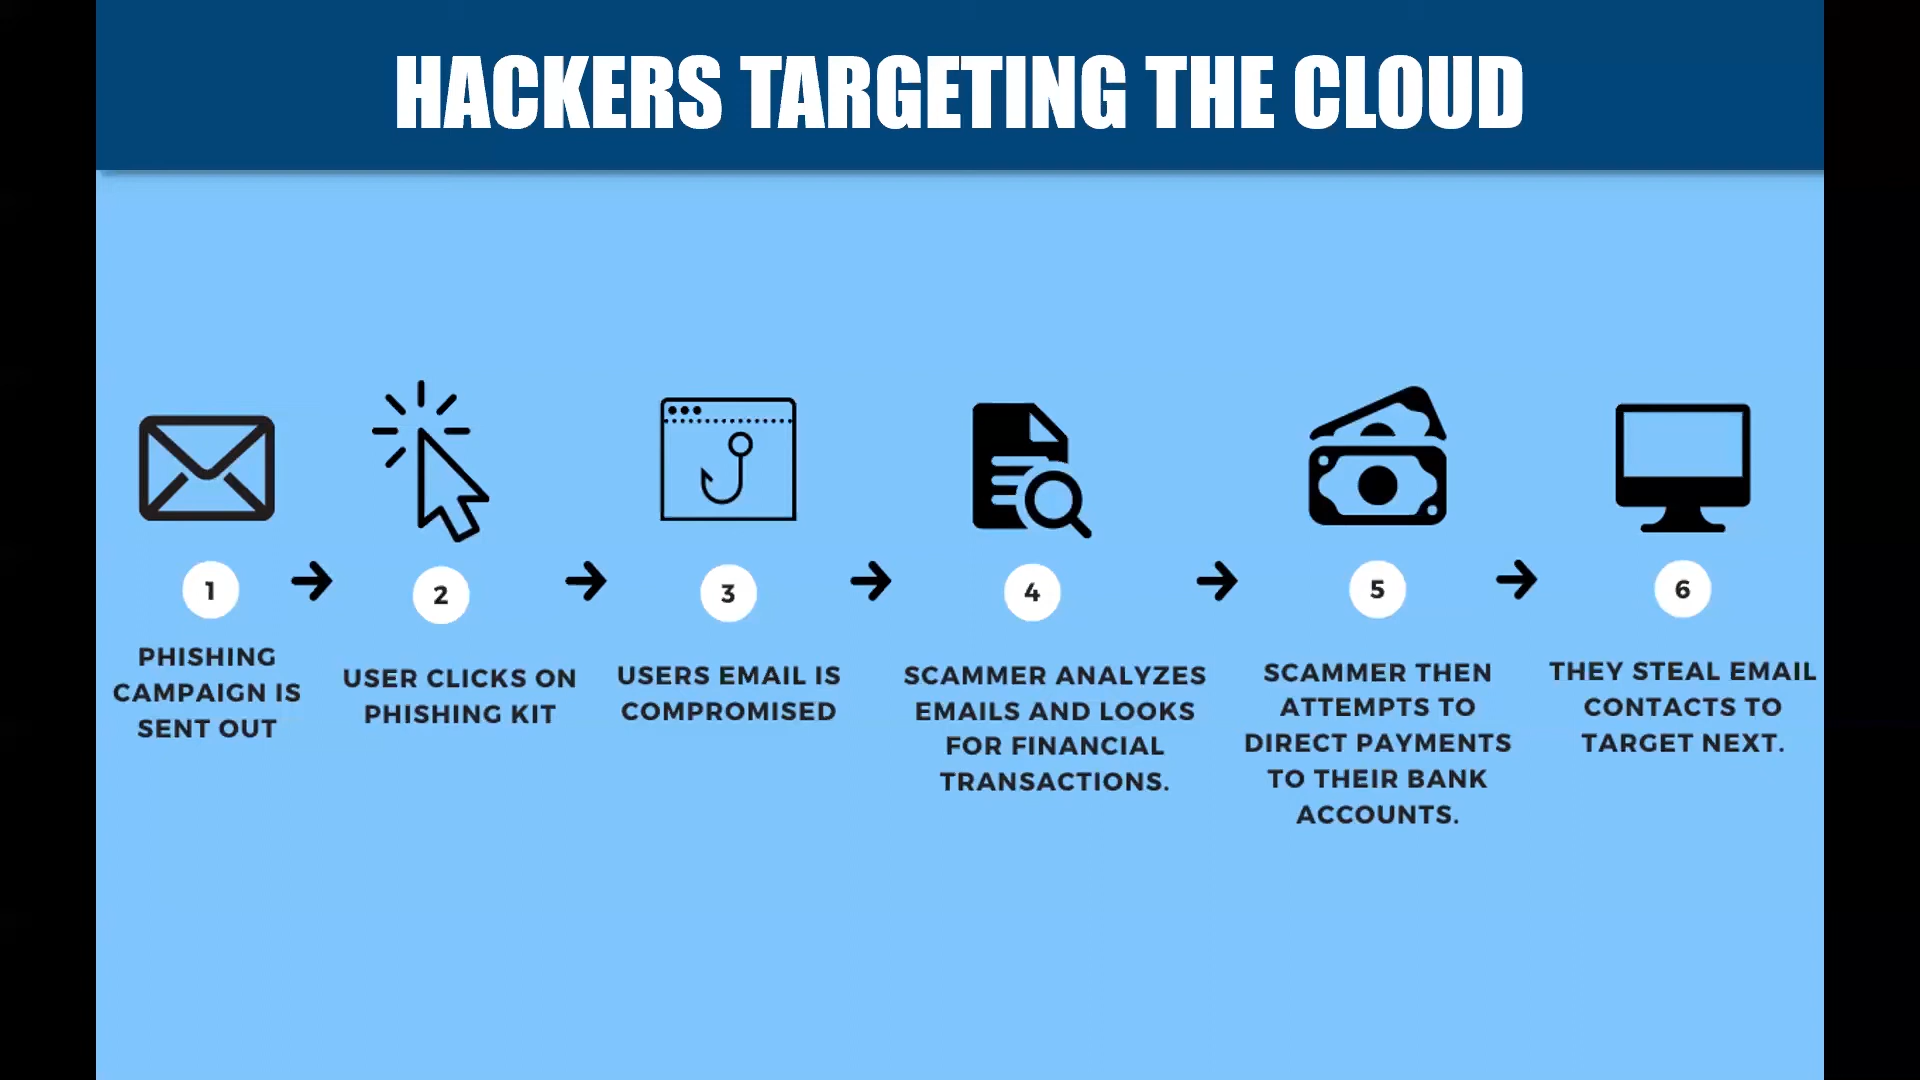 HACKERS TARGETING THE CLOUD
1
PHISHING
CAMPAIGN IS
SENT OUT
2
USER CLICKS ON
PHISHING KIT
3
USERS EMAIL IS
COMPROMISED
4
SCAMMER ANALYZES
EMAILS AND LOOKS
FOR FINANCIAL
TRANSACTIONS.
5
SCAMMER THEN
ATTEMPTS TO
DIRECT PAYMENTS
TO THEIR BANK
ACCOUNTS.
6
THEY STEAL EMAIL
CONTACTS TO
TARGET NEXT.